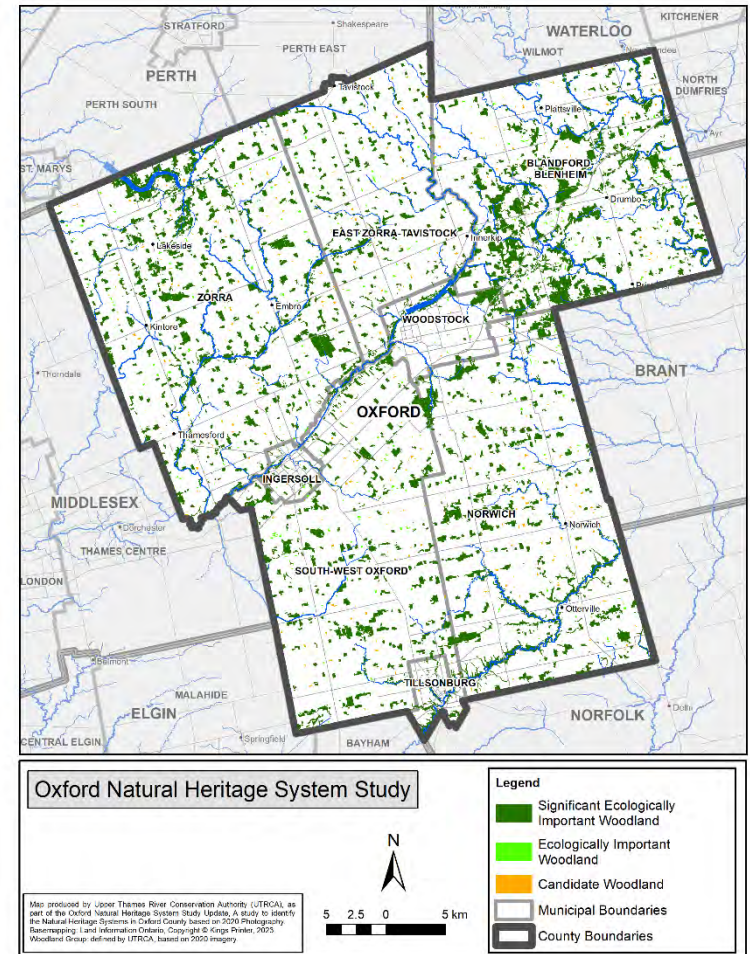 STRATFORD
Shakespeare
KITCHENER
WATERLOO
PERTH EAST
WILMOT
PERTH
NORTH
DUMFRIES
Tavistock
PERTH SOUTH
Plattsville
Ayr
ST. MARYS
BLANDFORD-
BLENHEIM
Drumbo
EAST ZORRA-TAVISTOCK
Innerkip
Lakeside
ZORRA
Embro
WOODSTOCK
Kintore
BRANT
Thorndale
OXFORD
Thamesford
INGERSOLL
MIDDLESEX
NORWICH
Dorchester
Norwich
THAMES CENTRE
SOUTH-WEST OXFORD
LONDON
Otterville
Belmont
TILLSONBURG
MALAHIDE
ELGIN
NORFOLK
Delhi
CENTRAL ELGIN
Springfield
BAYHAM
Oxford Natural Heritage System Study
Map produced by Upper Thames River Conservation Authority (UTRCA), as
part of the Oxford Natural Heritage System Study Update, A study to identify
the Natural Heritage Systems in Oxford County based on 2020 Photography.
Basemapping: Land Information Ontario, Copyright © Kings Printer, 2023.
Woodland Group: defined by UTRCA, based on 2020 imagery
N
5 2.5 0 5 km
Legend
Significant Ecologically
Important Woodland
Ecologically Important
Woodland
Candidate Woodland
Municipal Boundaries
County Boundaries